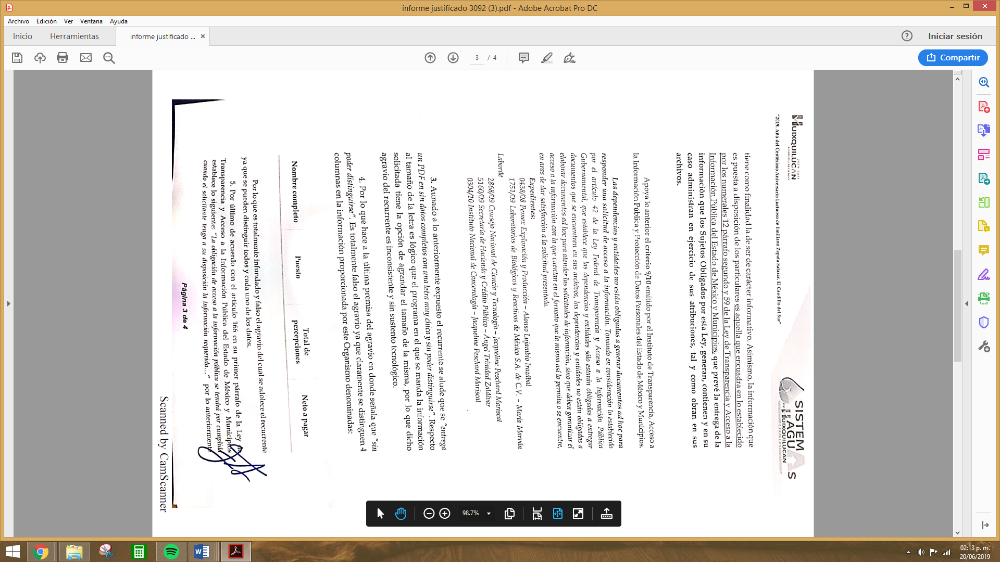 informe justificado 3092 (3).pdf - Adobe Acrobat Pro DC
Archivo Edición Ver Ventana Ayuda
Inicio Herramientas informe justificado ... × Iniciar sesión
3 / 4 Compartir
MUIXQUILUCAN
2019-2021
"2019. Año del Centésimo Aniversario Luctuoso de Emiliano Zapata Salazar. El Caudillo del Sur"
SISTEMA
AGUAS
de MUIXQUILUCAN
tiene como finalidad la de ser de carácter informativo. Asimismo, la información que
es puesta a disposición de los particulares es aquella que encuadra en lo establecido
por los numerales 12 párrafo segundo y 59 de la Ley de Transparencia y Acceso a la
Información Pública del Estado de México y Municipios, que prevé la entrega de la
información que los Sujetos Obligados por esta Ley, generan, contienen y en su
caso administran en ejercicio de sus atribuciones, tal y como obran en sus
archivos.
Apoya lo anterior el criterio 9/10 emitido por el Instituto de Transparencia, Acceso a
la Información Pública y Protección de Datos Personales del Estado de México y Municipios.
Las dependencias y entidades no están obligadas a generar documentos ad hoc para
responder una solicitud de acceso a la información. Tomando en consideración lo establecido
por el artículo 42 de la Ley Federal de Transparencia y Acceso a la Información Pública
Gubernamental, que establece que las dependencias y entidades sólo estarán obligadas a entregar
documentos que se encuentren en sus archivos, las dependencias y entidades no están obligadas a
elaborar documentos ad hoc para atender las solicitudes de información, sino que deben garantizar el
acceso a la información con la que cuentan en el formato que la misma así lo permita o se encuentre,
en aras de dar satisfacción a la solicitud presentada.
Expedientes:
0438/08 Pemex Exploración y Producción – Alonso Lujambio Irazábal
1751/09 Laboratorios de Biológicos y Reactivos de México S.A. de C.V. – María Marván
Laborde
2868/09 Consejo Nacional de Ciencia y Tecnología – Jacqueline Peschard Mariscal
5160/09 Secretaría de Hacienda y Crédito Público – Ángel Trinidad Zaldívar
0304/10 Instituto Nacional de Cancerología – Jacqueline Peschard Mariscal
3. Aunado a lo anteriormente expuesto el recurrente se alude que se "entrega
un PDF en sin datos completos con una letra muy chica y sin poder distinguirse". Respecto
al tamaño de la letra es lógico que el programa en el que se manda la información
solicitada tiene la opción de agrandar el tamaño de la misma, por lo que dicho
agravio del recurrente es inconsistente y sin sustento tecnológico.
4. Por lo que hace a la última premisa del agravio en donde señala que "sin
poder distinguirse". Es totalmente falso el agravio ya que claramente se distinguen 4
columnas en la información proporcionada por este Organismo denominadas:
Nombre completo Puesto Total de percepciones Neto a pagar
Por lo que es totalmente infundado y falso el agravio del cual se adolece el recurrente
ya que se pueden distinguir todos y cada uno de los datos.
5. Por último de acuerdo con el artículo 166 en su primer párrafo de la Ley de
Transparencia y Acceso a la Información Pública del Estado de México y Municipios
establece lo siguiente: "La obligación de acceso a la información pública se tendrá por cumplida
cuando el solicitante tenga a su disposición la información requerida..." por lo anteriormente
Página 3 de 4
Scanned by CamScanner
98.7%
02:13 p. m.
20/06/2019